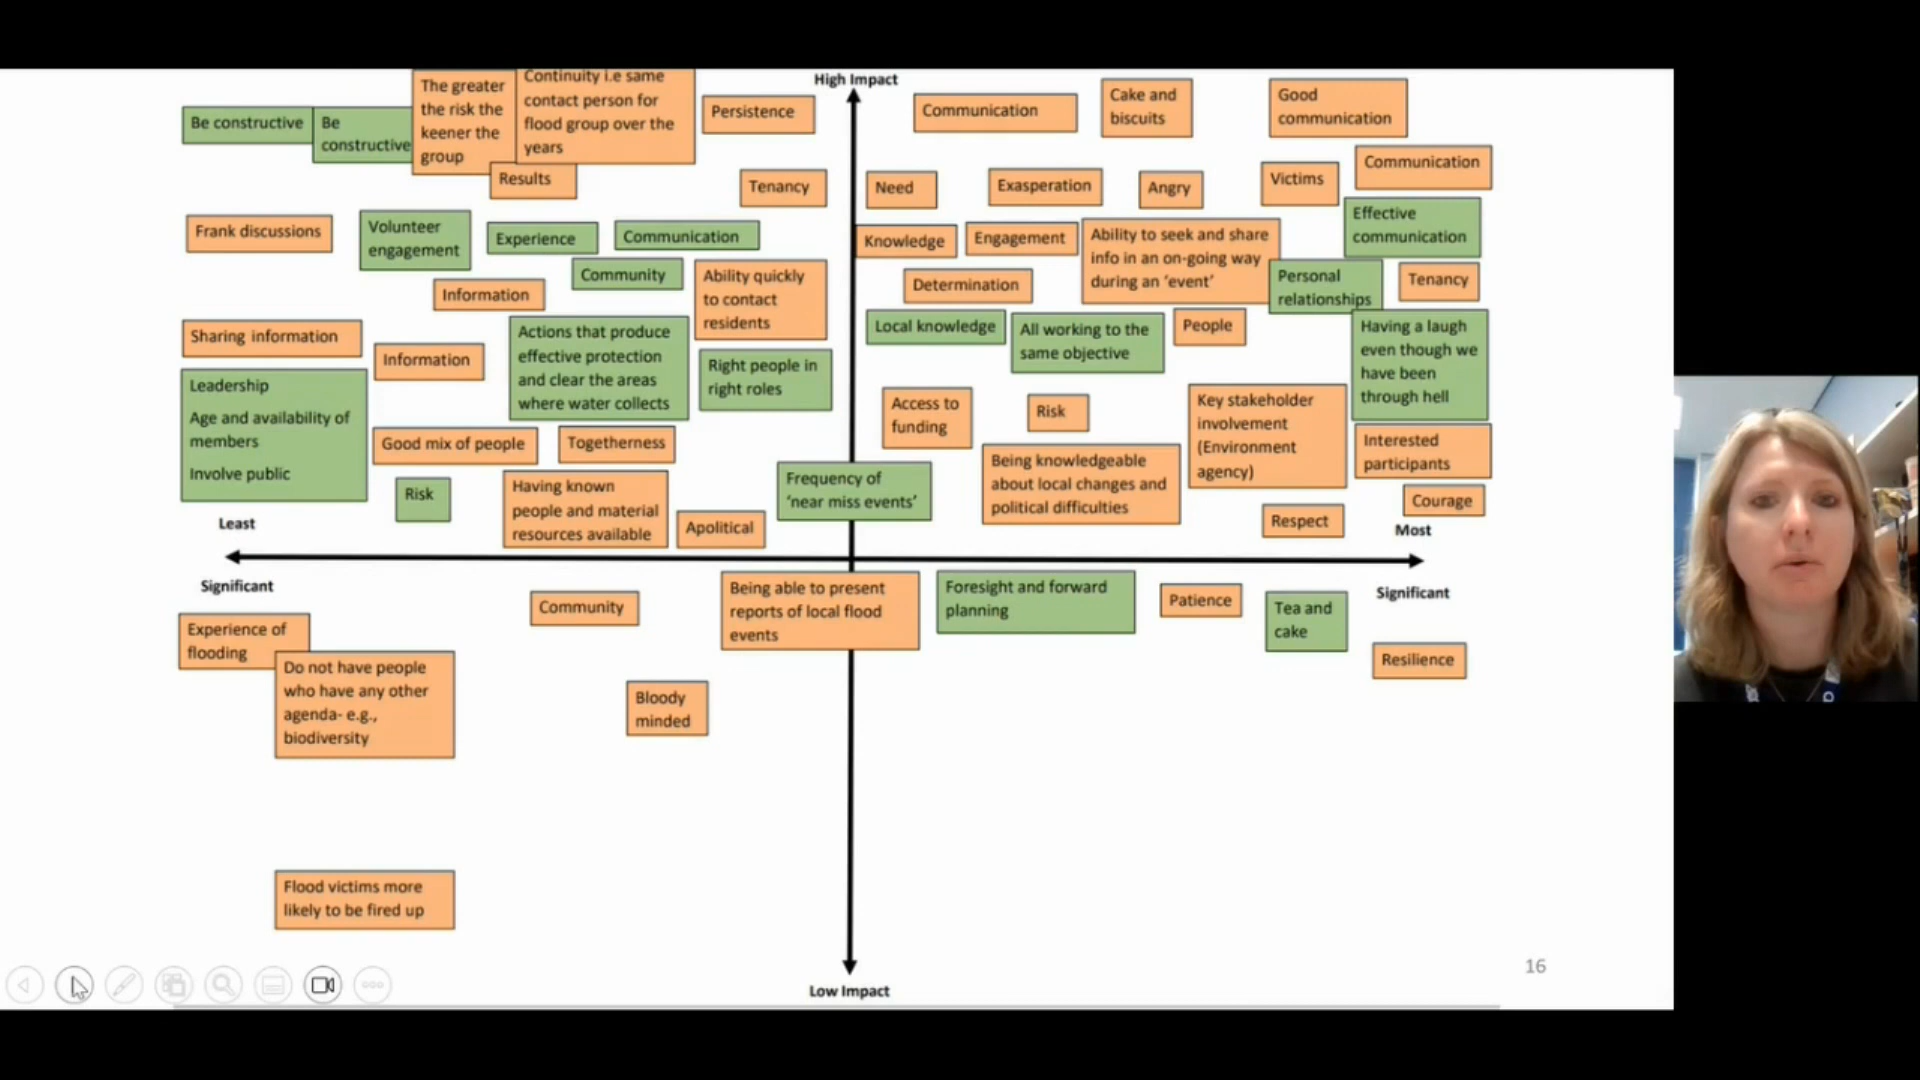 High Impact
Be constructive
Be
constructive
The greater
the risk the
keener the
group
Continuity i.e same
contact person for
flood group over the
years
Persistence
Communication
Cake and
biscuits
Good
communication
Results
Tenancy
Need
Exasperation
Angry
Victims
Communication
Frank discussions
Volunteer
engagement
Experience
Communication
Knowledge
Engagement
Ability to seek and share
info in an on-going way
during an ‘event’
Effective
communication
Community
Information
Ability quickly
to contact
residents
Determination
Personal
relationships
Tenancy
Sharing information
Information
Actions that produce
effective protection
and clear the areas
where water collects
Right people in
right roles
Local knowledge
All working to the
same objective
People
Having a laugh
even though we
have been
through hell
Leadership
Age and availability of
members
Involve public
Good mix of people
Togetherness
Access to
funding
Risk
Key stakeholder
involvement
(Environment
agency)
Interested
participants
Risk
Having known
people and material
resources available
Apolitical
Frequency of
‘near miss events’
Being knowledgeable
about local changes and
political difficulties
Respect
Courage
Least
Significant
Most
Significant
Experience of
flooding
Do not have people
who have any other
agenda- e.g.,
biodiversity
Community
Bloody
minded
Being able to present
reports of local flood
events
Foresight and forward
planning
Patience
Tea and
cake
Resilience
Flood victims more
likely to be fired up
16
Low Impact